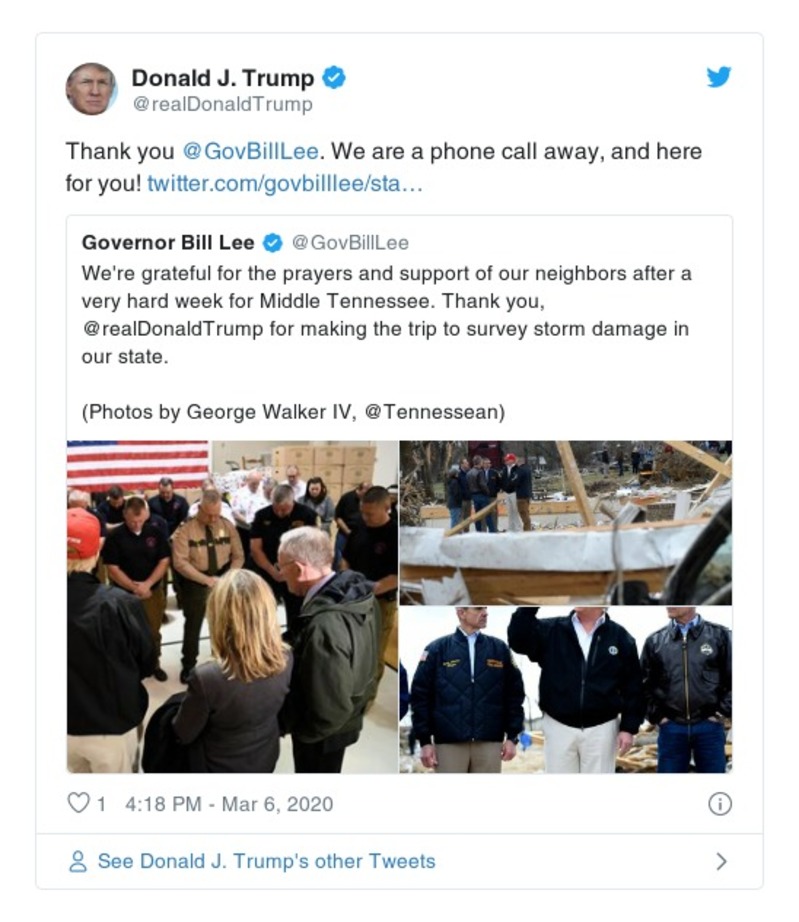 Donald J. Trump
@realDonaldTrump
Thank you @GovBillLee. We are a phone call away, and here
for you! twitter.com/govbilllee/sta…
Governor Bill Lee @GovBillLee
We're grateful for the prayers and support of our neighbors after a
very hard week for Middle Tennessee. Thank you,
@realDonaldTrump for making the trip to survey storm damage in
our state.
(Photos by George Walker IV, @Tennessean)
1 4:18 PM - Mar 6, 2020
See Donald J. Trump's other Tweets